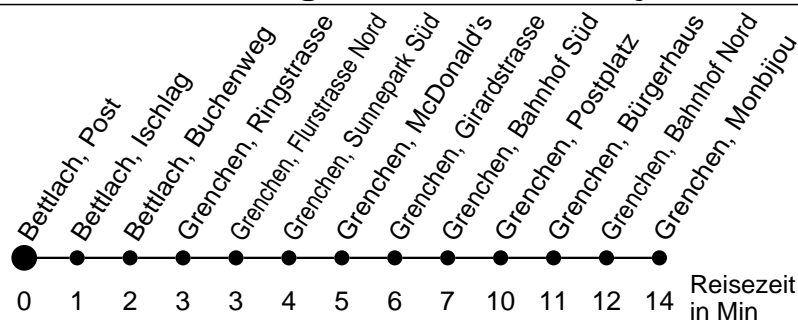 Bettlach, Post
Bettlach, Ischlag
Bettlach, Buchenweg
Grenchen, Ringstrasse
Grenchen, Flurstrasse Nord
Grenchen, Sunnepark Süd
Grenchen, McDonald's
Grenchen, Girardstrasse
Grenchen, Bahnhof Süd
Grenchen, Postplatz
Grenchen, Bürgerhaus
Grenchen, Bahnhof Nord
Grenchen, Monbijou
0 1 2 3 3 4 5 6 7 10 11 12 14
Reisezeit
in Min